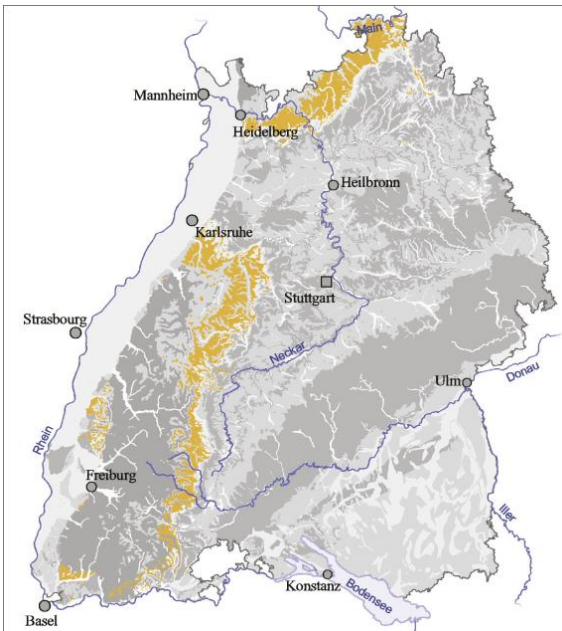 Main
Mannheim
Heidelberg
Heilbronn
Karlsruhe
Stuttgart
Strasbourg
Neckar
Ulm
Donau
Rhein
Freiburg
Iller
Konstanz
Bodensee
Basel